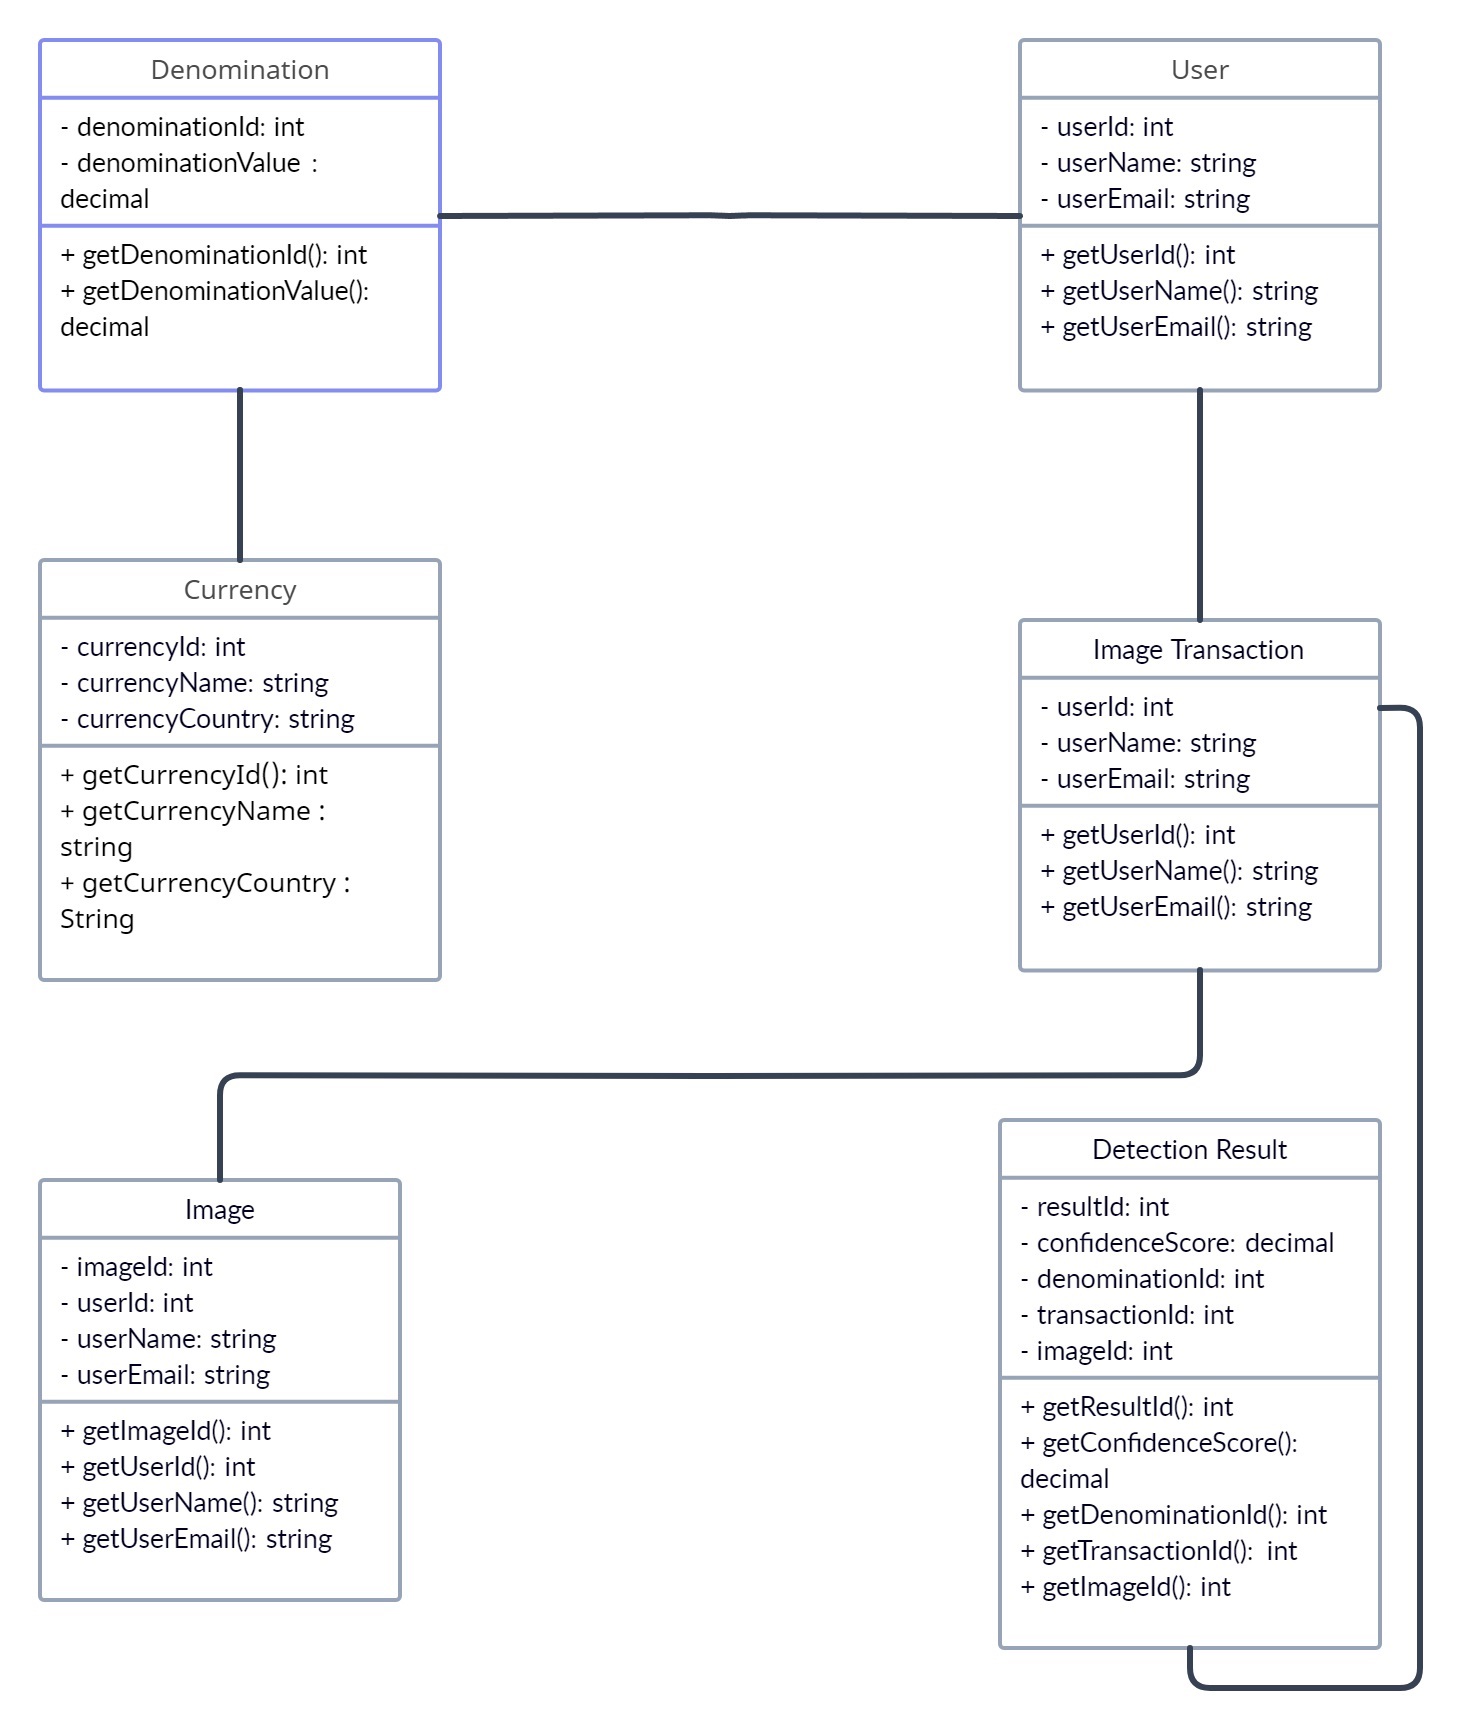 Denomination
- denominationId: int
- denominationValue :
decimal
+ getDenominationId(): int
+ getDenominationValue():
decimal
User
- userId: int
- userName: string
- userEmail: string
+ getUserId(): int
+ getUserName(): string
+ getUserEmail(): string
Currency
- currencyId: int
- currencyName: string
- currencyCountry: string
+ getCurrencyId(): int
+ getCurrencyName :
string
+ getCurrencyCountry :
String
Image Transaction
- userId: int
- userName: string
- userEmail: string
+ getUserId(): int
+ getUserName(): string
+ getUserEmail(): string
Image
- imageId: int
- userId: int
- userName: string
- userEmail: string
+ getImageId(): int
+ getUserId(): int
+ getUserName(): string
+ getUserEmail(): string
Detection Result
- resultId: int
- confidenceScore: decimal
- denominationId: int
- transactionId: int
- imageId: int
+ getResultId(): int
+ getConfidenceScore():
decimal
+ getDenominationId(): int
+ getTransactionId(): int
+ getImageId(): int